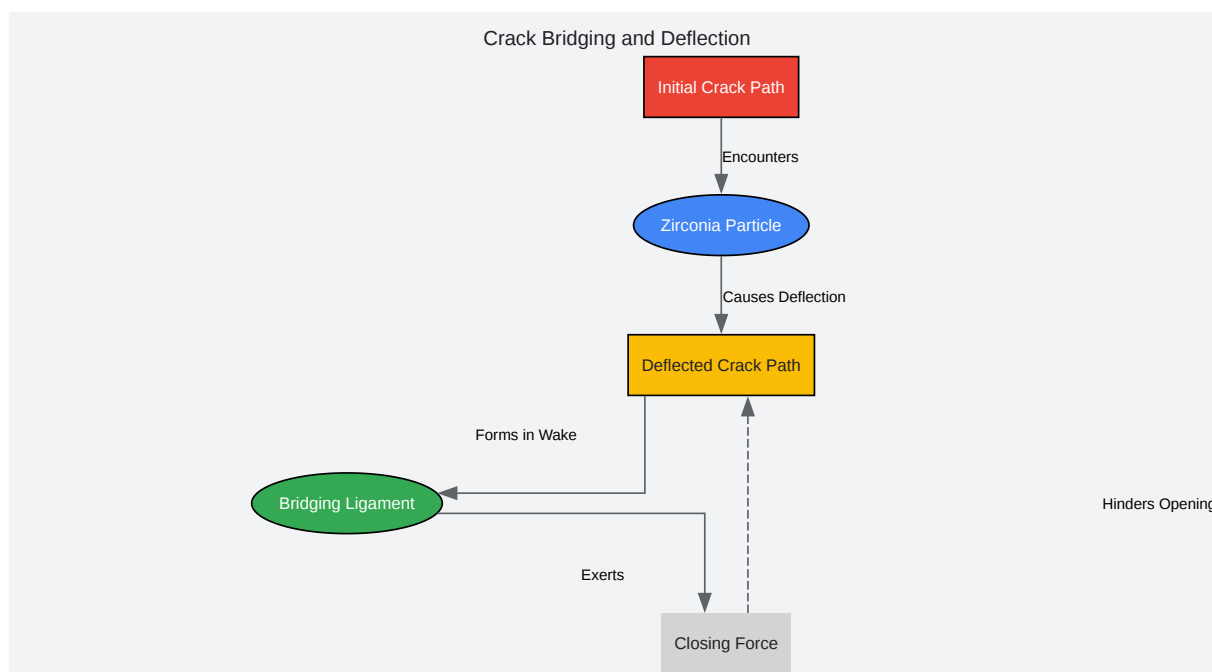 Crack Bridging and Deflection
Initial Crack Path
Encounters
Zirconia Particle
Causes Deflection
Deflected Crack Path
Forms in Wake
Bridging Ligament
Hinders Opening
Exerts
Closing Force